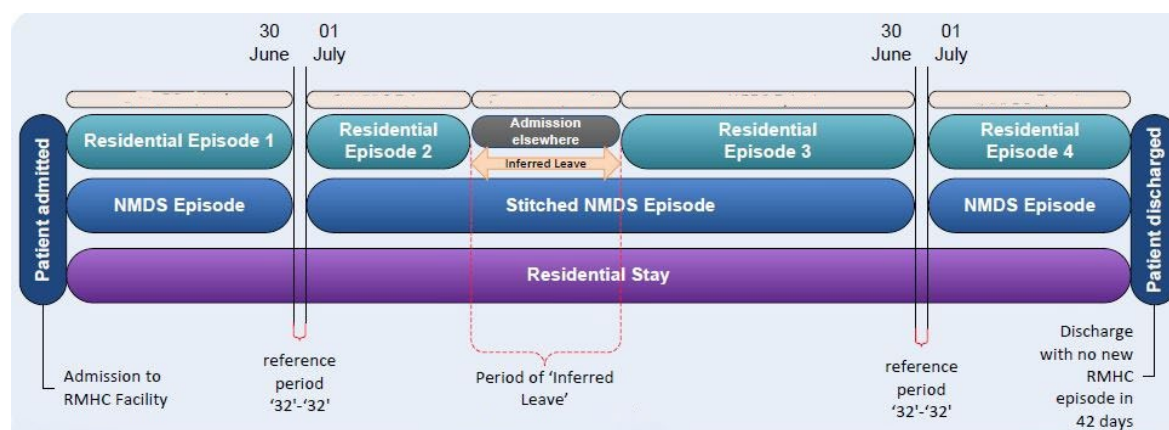 30
June
01
July
30
June
01
July
Patient admitted
Residential Episode 1
Residential
Episode 2
Admission
elsewhere
Inferred Leave
Residential
Episode 3
Residential
Episode 4
Patient discharged
NMDS Episode
Stitched NMDS Episode
NMDS Episode
Residential Stay
Admission to
RMHC Facility
reference
period
‘32'-‘32'
Period of ‘Inferred
Leave’
reference
period
‘32'-‘32'
Discharge
with no new
RMHC
episode in
42 days